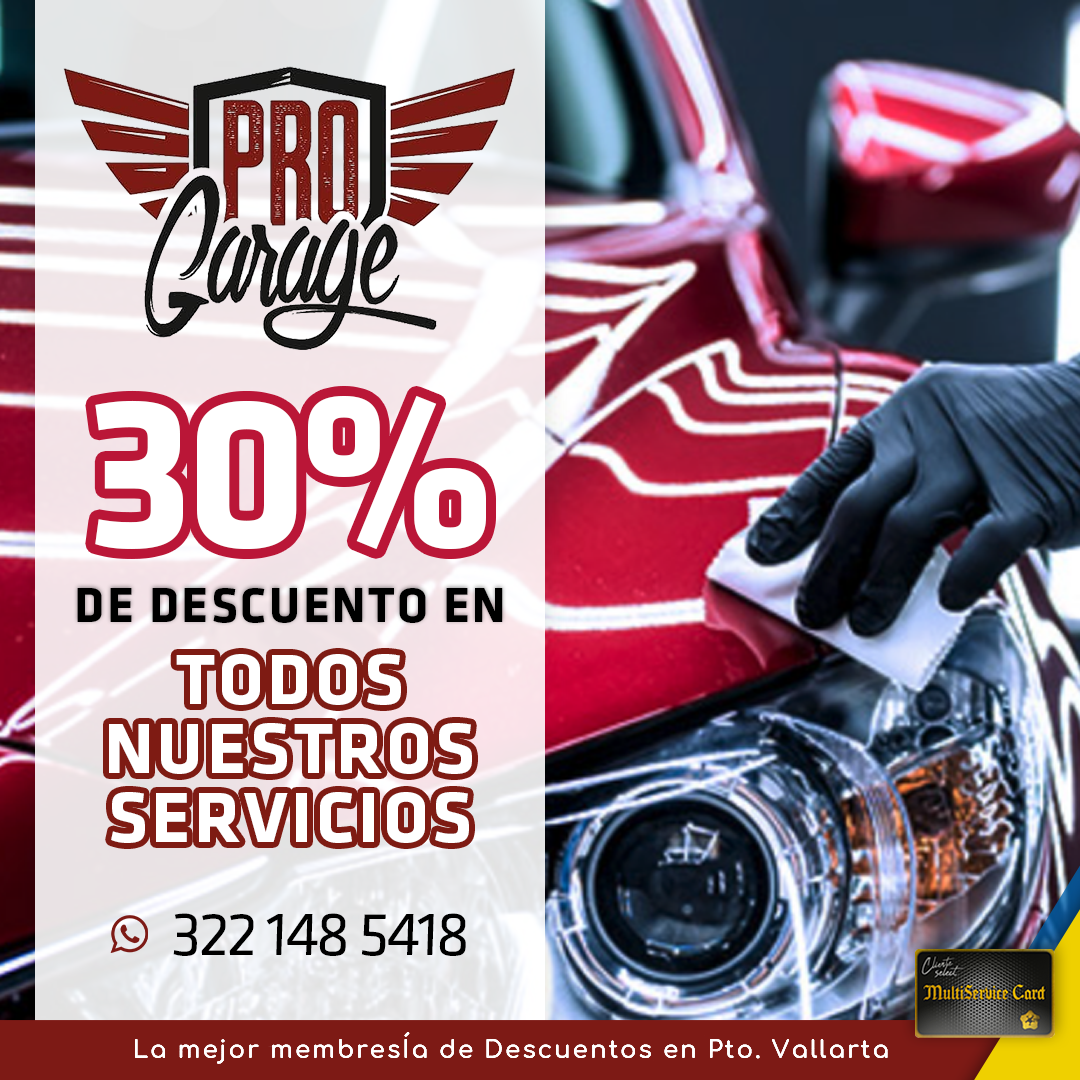 PRO
Garage
30%
DE DESCUENTO EN
TODOS
NUESTROS
SERVICIOS
322 148 5418
Cliente
select
MultiService Card
La mejor membresía de Descuentos en Pto. Vallarta